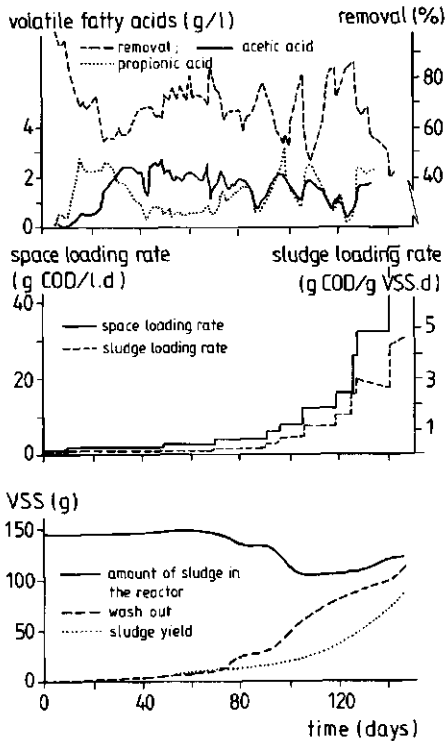 volatile fatty acids (g/l)
removal (%)
removal ;
acetic acid
propionic acid
4
2
0
80
60
40
space loading rate
(g COD/l.d)
sludge loading rate
(g COD/g VSS.d)
40
20
0
space loading rate
sludge loading rate
5
3
1
VSS (g)
150
100
50
0
amount of sludge in
the reactor
wash out
sludge yield
0
40
80
120
time (days)